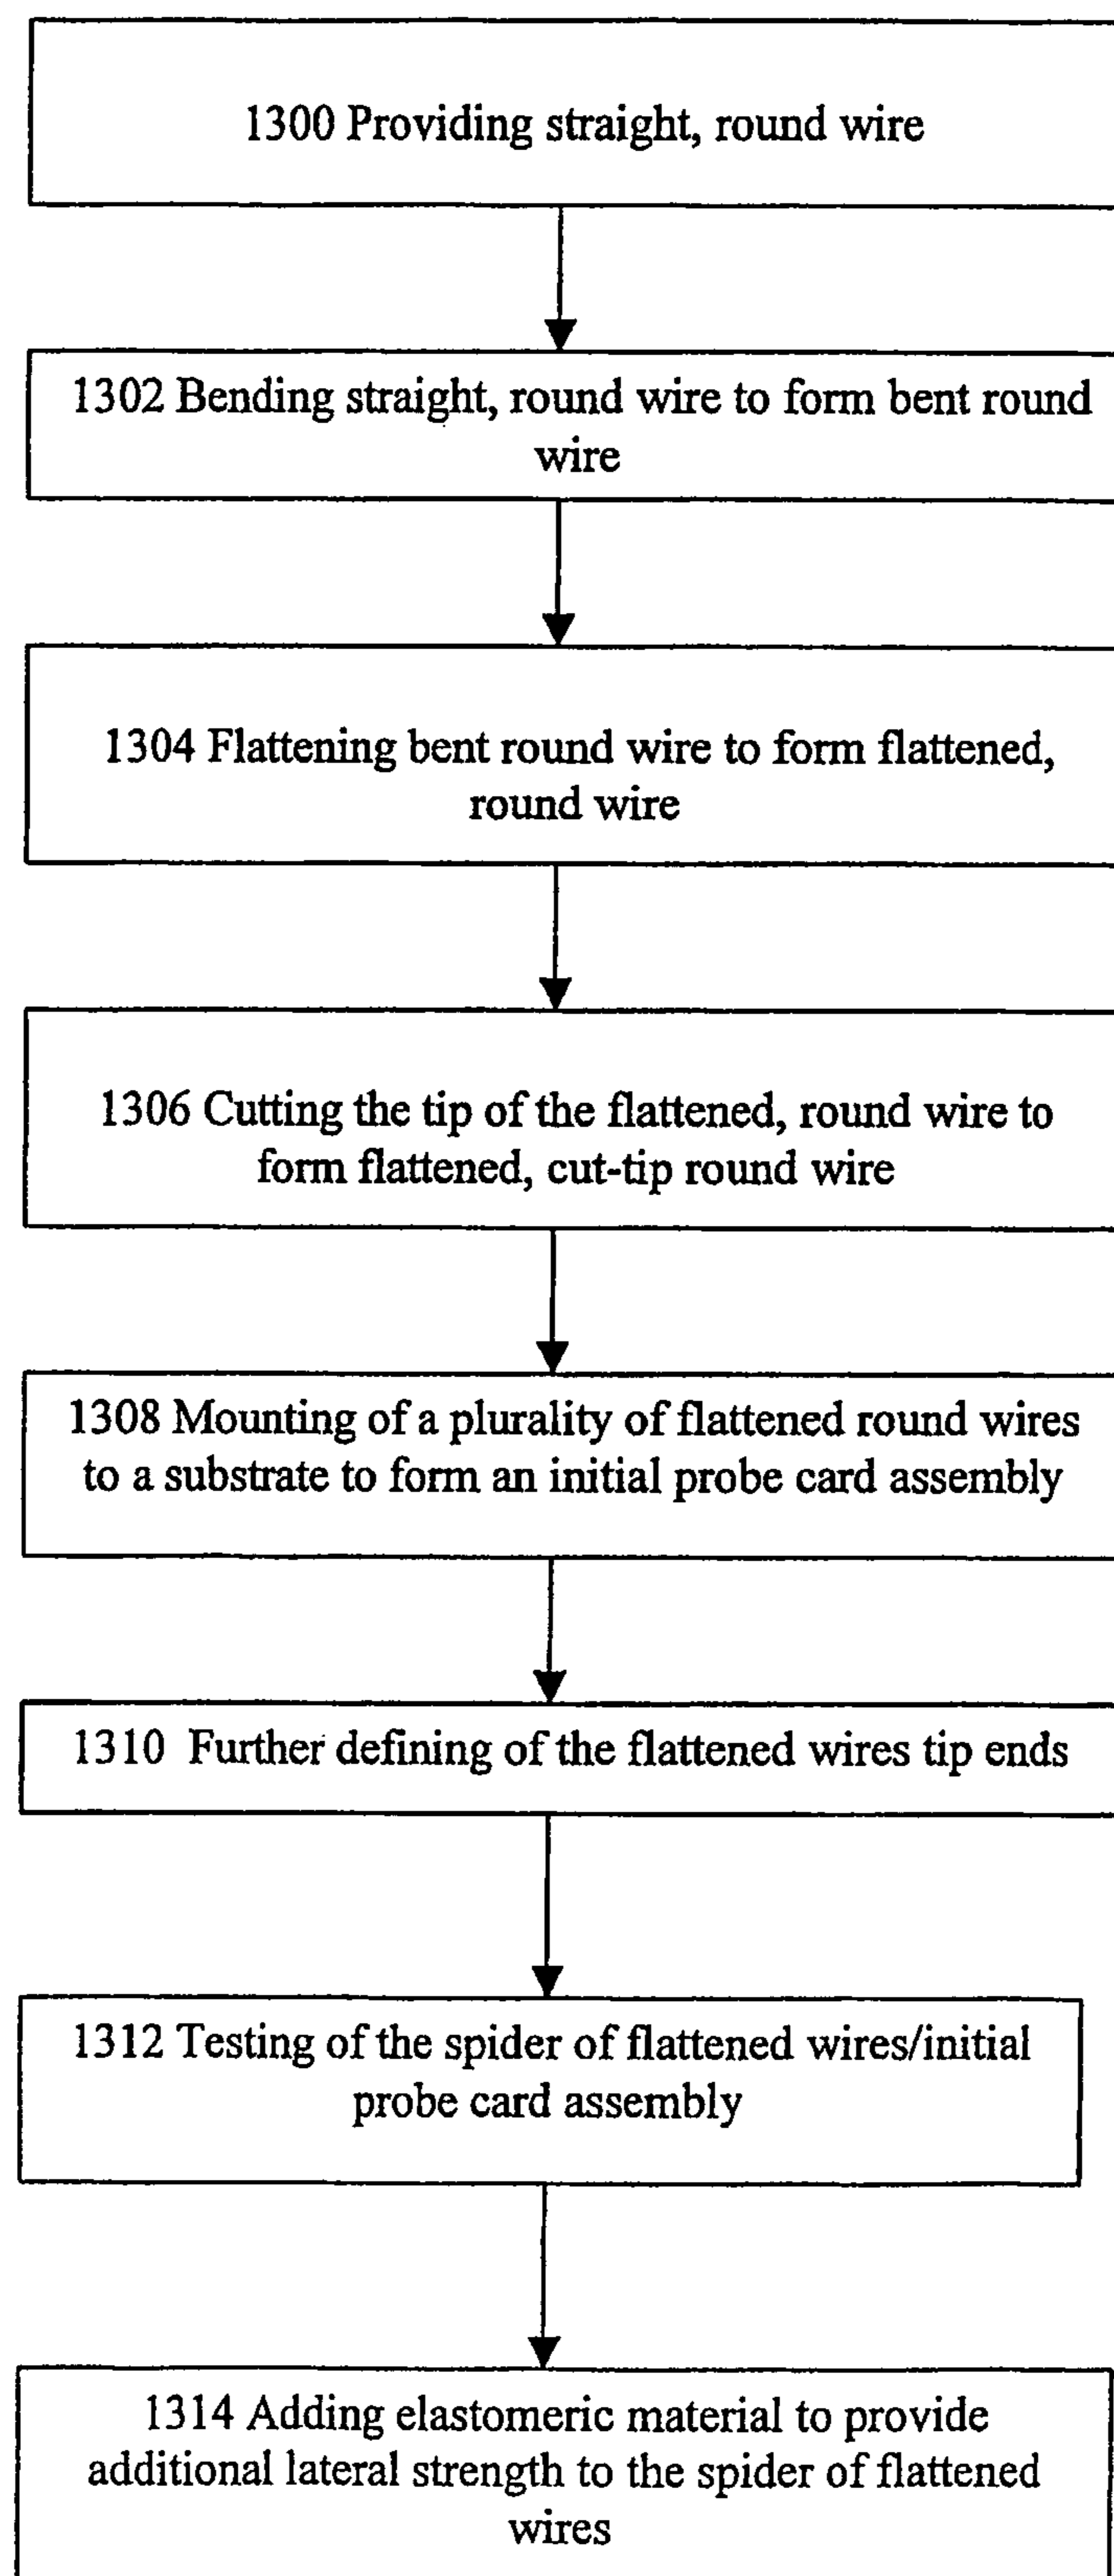 1300 Providing straight, round wire
1302 Bending straight, round wire to form bent round
wire
1304 Flattening bent round wire to form flattened,
round wire
1306 Cutting the tip of the flattened, round wire to
form flattened, cut-tip round wire
1308 Mounting of a plurality of flattened round wires
to a substrate to form an initial probe card assembly
1310 Further defining of the flattened wires tip ends
1312 Testing of the spider of flattened wires/initial
probe card assembly
1314 Adding elastomeric material to provide
additional lateral strength to the spider of flattened
wires